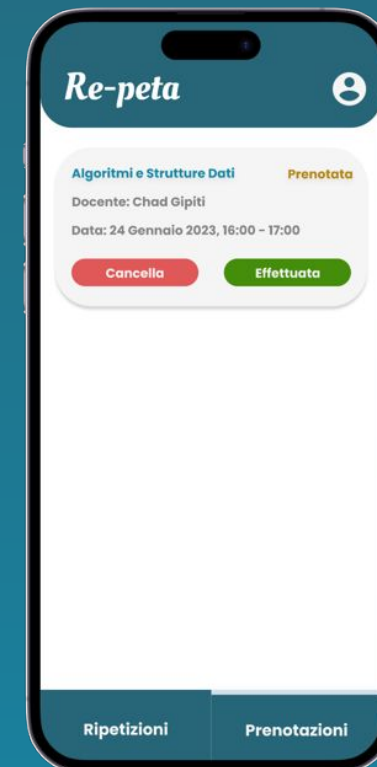 Re-peta
Algoritmi e Strutture Dati Prenotata
Docente: Chad Gipiti
Data: 24 Gennaio 2023, 16:00 - 17:00
Cancella Effettuata
Ripetizioni Prenotazioni